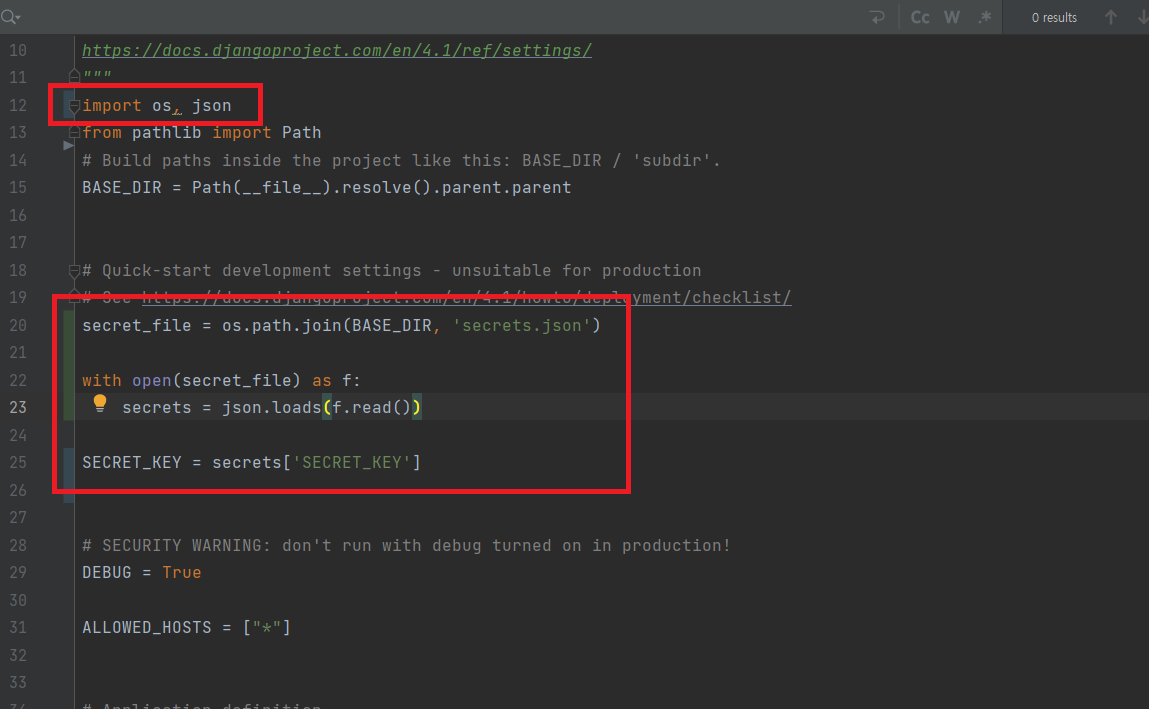 Cc W .* 0 results
10 https://docs.djangoproject.com/en/4.1/ref/settings/
11 """
12 import os, json
13 from pathlib import Path
14 # Build paths inside the project like this: BASE_DIR / 'subdir'.
15 BASE_DIR = Path(__file__).resolve().parent.parent
16
17
18 # Quick-start development settings - unsuitable for production
19 # See https://docs.djangoproject.com/en/4.1/howto/deployment/checklist/
20 secret_file = os.path.join(BASE_DIR, 'secrets.json')
21
22 with open(secret_file) as f:
23 secrets = json.loads(f.read())
24
25 SECRET_KEY = secrets['SECRET_KEY']
26
27
28 # SECURITY WARNING: don't run with debug turned on in production!
29 DEBUG = True
30
31 ALLOWED_HOSTS = ["*"]
32
33
34 # Application definition